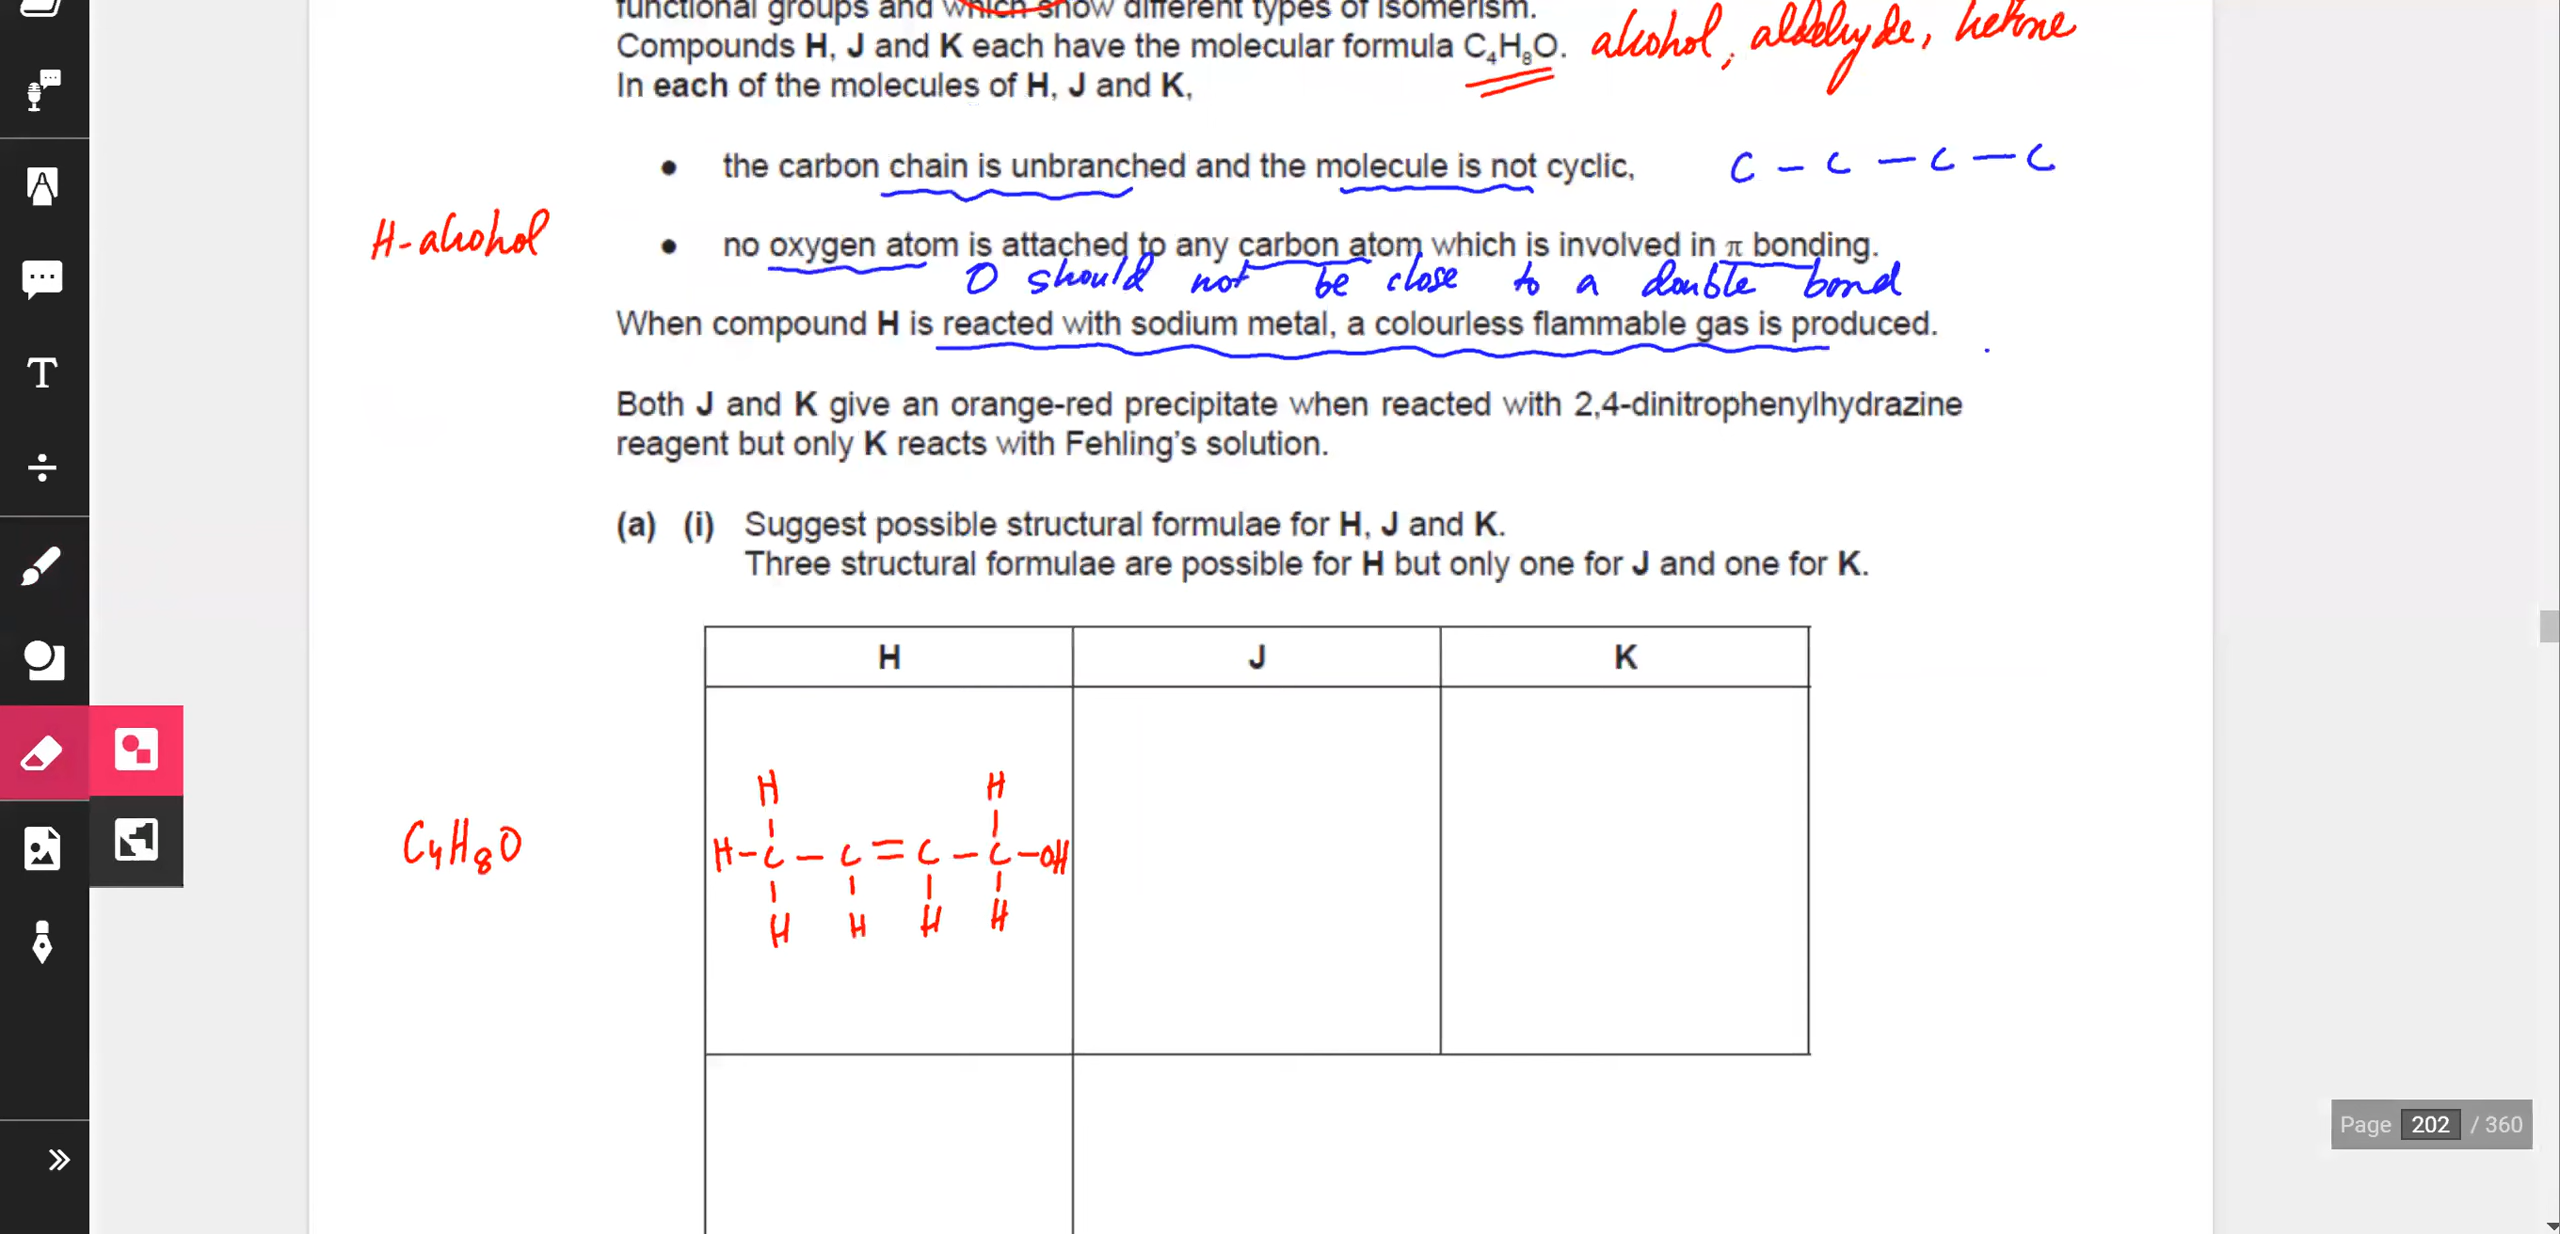 functional groups and which show different types of isomerism.
Compounds H, J and K each have the molecular formula C₄H₈O. alcohol, aldehyde, ketone
In each of the molecules of H, J and K,
• the carbon chain is unbranched and the molecule is not cyclic, C - C - C - C
H-alcohol
• no oxygen atom is attached to any carbon atom which is involved in π bonding.
O should not be close to a double bond
When compound H is reacted with sodium metal, a colourless flammable gas is produced.
Both J and K give an orange-red precipitate when reacted with 2,4-dinitrophenylhydrazine
reagent but only K reacts with Fehling's solution.
(a) (i) Suggest possible structural formulae for H, J and K.
Three structural formulae are possible for H but only one for J and one for K.
H J K
H H
C₄H₈O H-C-C=C-C-OH
H H H H
Page 202 / 360